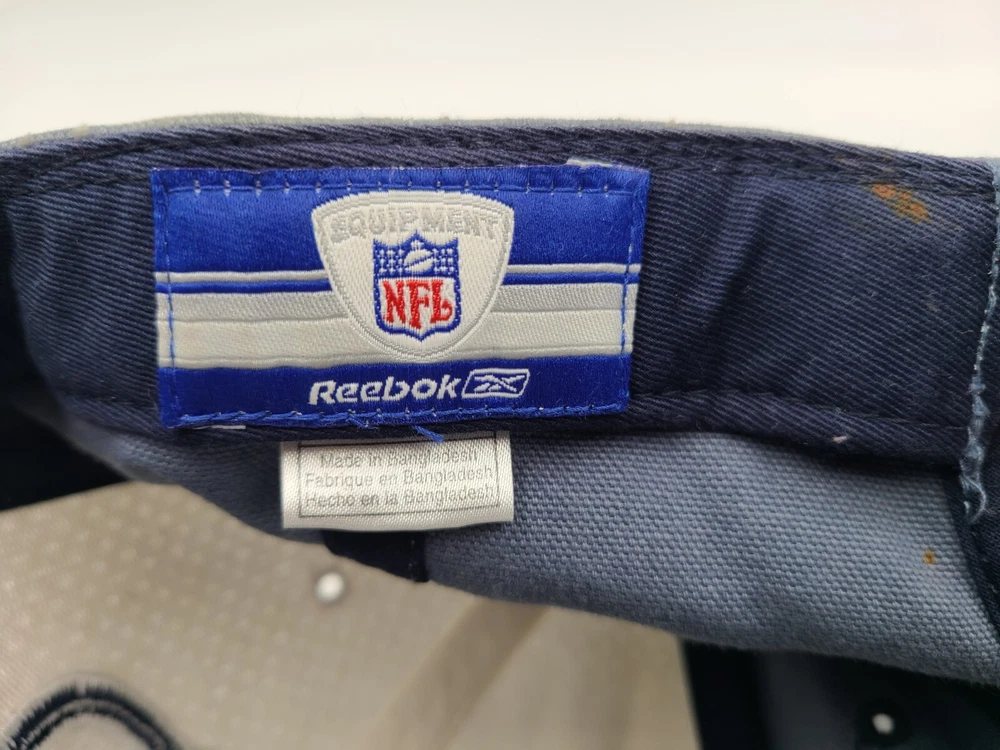 EQUIPMENT
NFL
Reebok
Made in Bangladesh
Fabrique en Bangladesh
Hecho en la Bangladesh